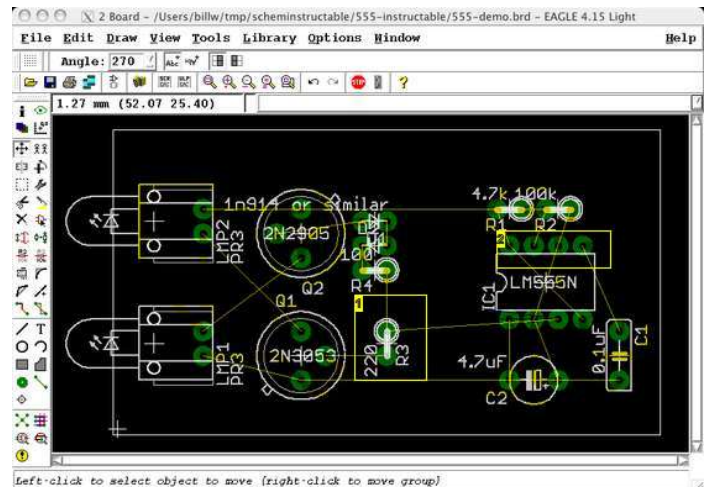 2 Board - /Users/billw/tmp/scheminstructable/555-instructable/555-demo.brd - EAGLE 4.15 Light
File Edit Draw View Tools Library Options Window Help
Angle: 270
STOP ?
1.27 mm (52.07 25.40)
1n914 or similar
4.7k 100k
LMP2
PR3
2N2905
R1 R2
2
100
Q2
R4
LM555N
IC1
Q1
1
LMP1
PR3
2N3053
220
R3
4.7uF
C2
0.1uF
C1
Left-click to select object to move (right-click to move group)